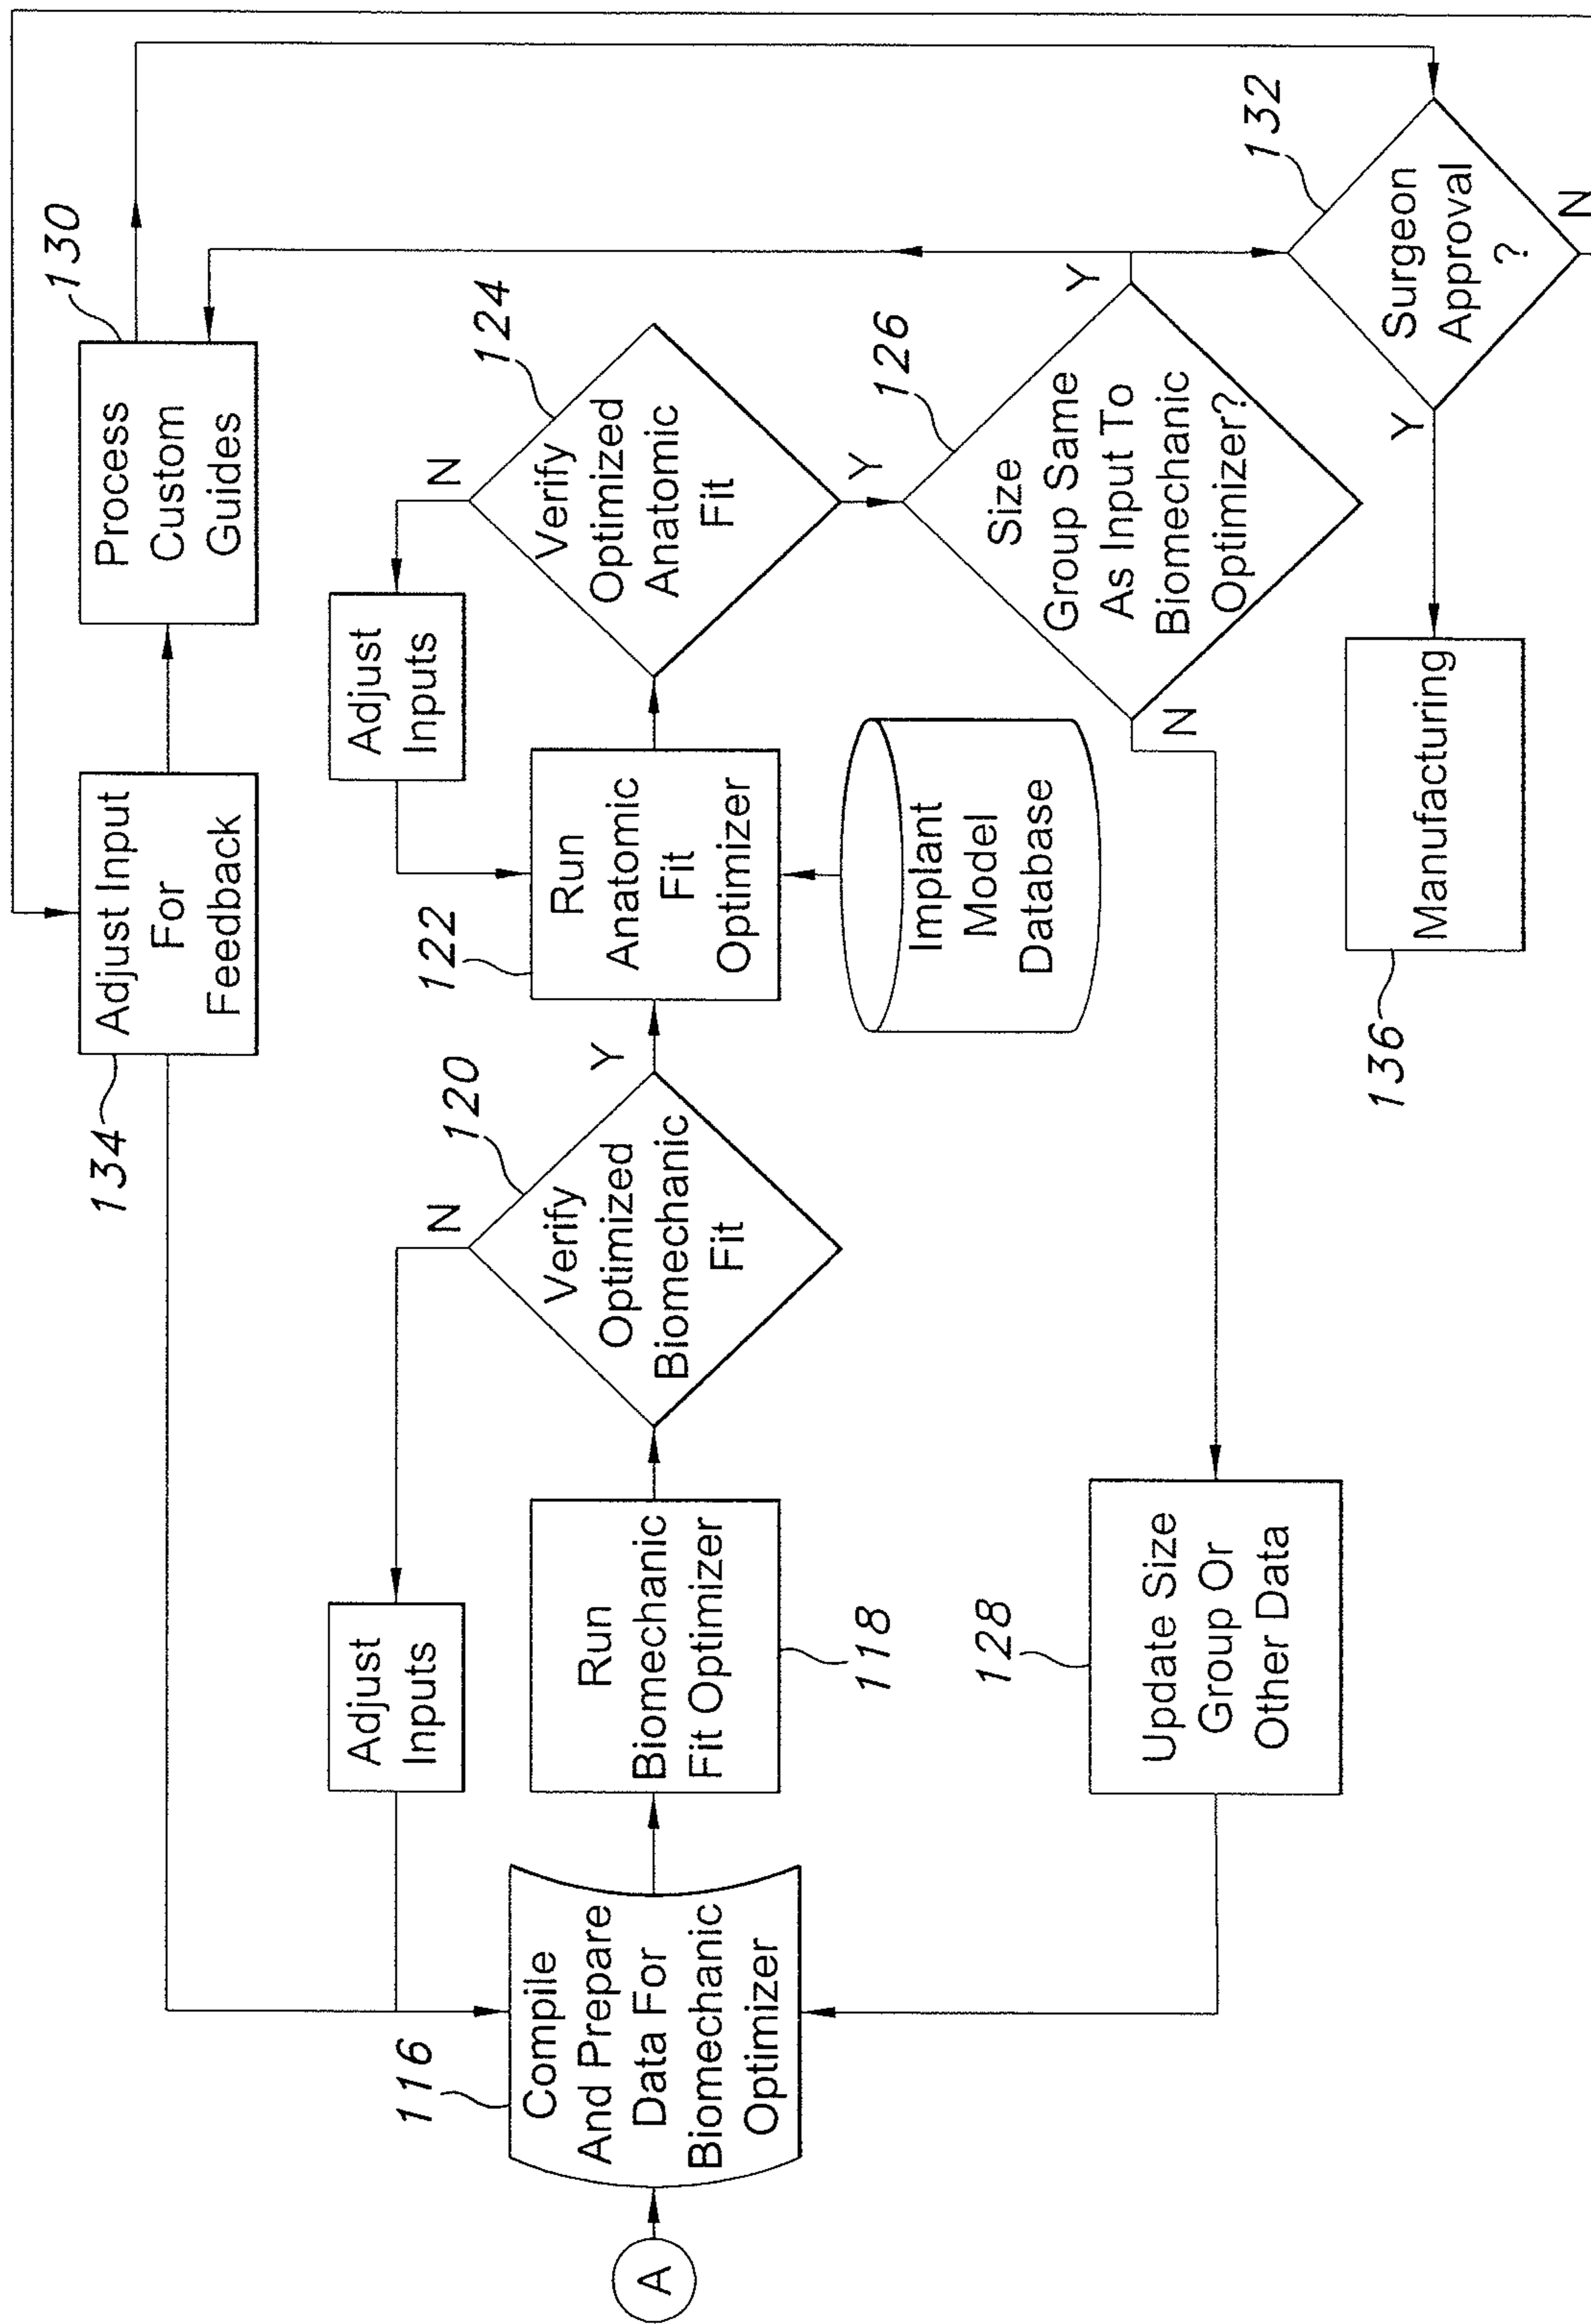 134
Adjust Input
For
Feedback
130
Process
Custom
Guides
Adjust
Inputs
N
120
Adjust
Inputs
N
124
116
Compile
And Prepare
Data For
Biomechanic
Optimizer
A
Run
Biomechanic
Fit Optimizer
118
Verify
Optimized
Biomechanic
Fit
Y
122
Run
Anatomic
Fit
Optimizer
Verify
Optimized
Anatomic
Fit
Y
Implant
Model
Database
126
Size
Group Same
As Input To
Biomechanic
Optimizer?
Y
N
128
Update Size
Group Or
Other Data
132
Surgeon
Approval
?
Y
N
136
Manufacturing